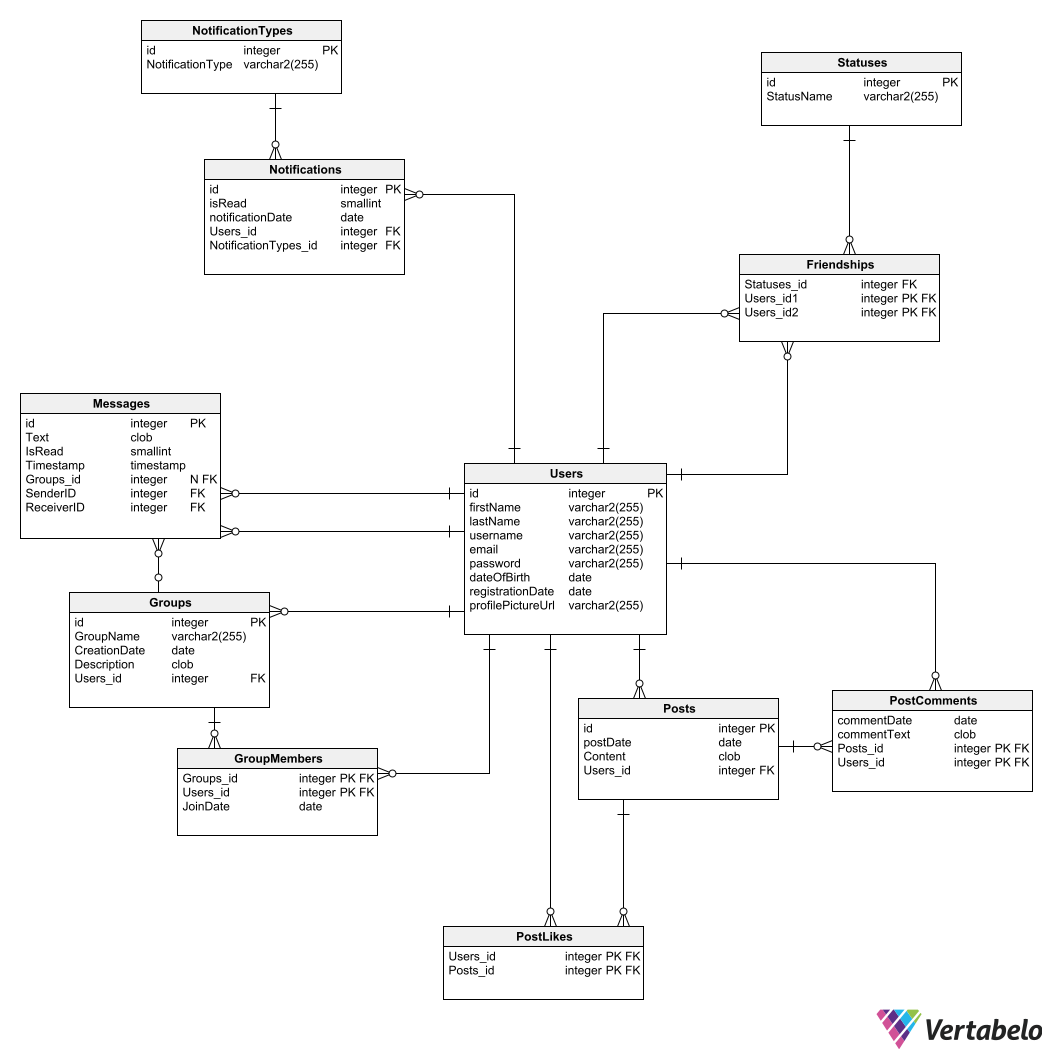 NotificationTypes
id integer PK
NotificationType varchar2(255)
Statuses
id integer PK
StatusName varchar2(255)
Notifications
id integer PK
isRead smallint
notificationDate date
Users_id integer FK
NotificationTypes_id integer FK
Friendships
Statuses_id integer FK
Users_id1 integer PK FK
Users_id2 integer PK FK
Messages
id integer PK
Text clob
IsRead smallint
Timestamp timestamp
Groups_id integer N FK
SenderID integer FK
ReceiverID integer FK
Users
id integer PK
firstName varchar2(255)
lastName varchar2(255)
username varchar2(255)
email varchar2(255)
password varchar2(255)
dateOfBirth date
registrationDate date
profilePictureUrl varchar2(255)
Groups
id integer PK
GroupName varchar2(255)
CreationDate date
Description clob
Users_id integer FK
GroupMembers
Groups_id integer PK FK
Users_id integer PK FK
JoinDate date
Posts
id integer PK
postDate date
Content clob
Users_id integer FK
PostComments
commentDate date
commentText clob
Posts_id integer PK FK
Users_id integer PK FK
PostLikes
Users_id integer PK FK
Posts_id integer PK FK
Vertabelo